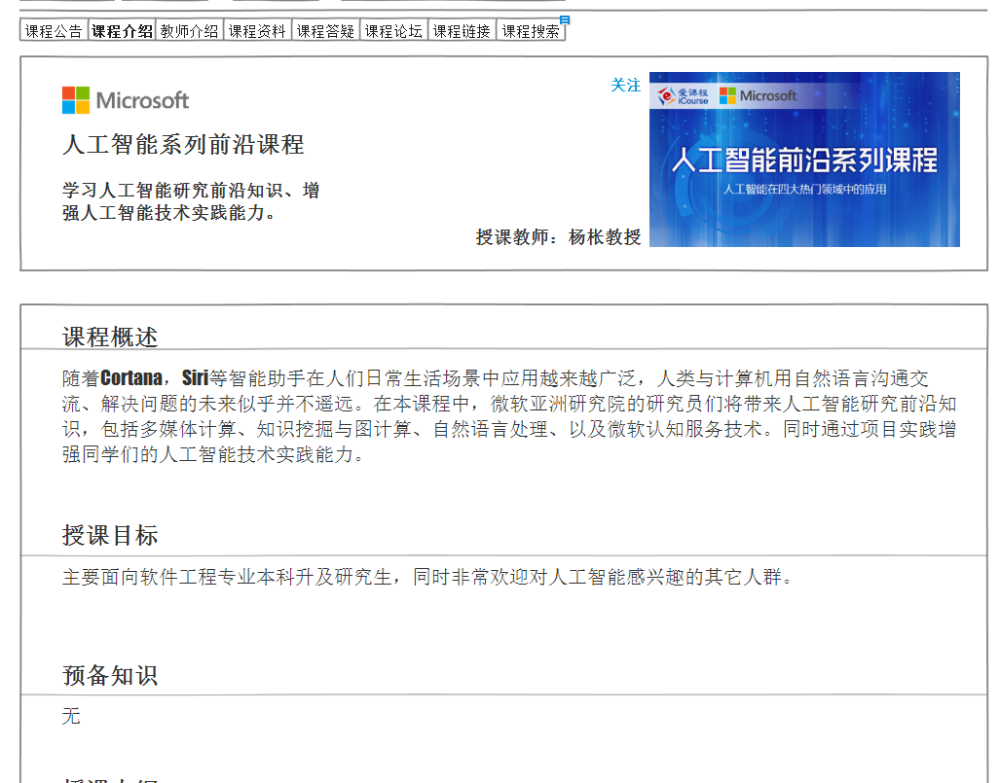 课程公告 课程介绍 教师介绍 课程资料 课程答疑 课程论坛 课程链接 课程搜索
Microsoft
关注
爱课程 iCourse Microsoft
人工智能系列前沿课程
人工智能前沿系列课程
人工智能在四大热门领域中的应用
学习人工智能研究前沿知识、增
强人工智能技术实践能力。
授课教师：杨枨教授
课程概述
随着Cortana，Siri等智能助手在人们日常生活场景中应用越来越广泛，人类与计算机用自然语言沟通交
流、解决问题的未来似乎并不遥远。在本课程中，微软亚洲研究院的研究员们将带来人工智能研究前沿知
识，包括多媒体计算、知识挖掘与图计算、自然语言处理、以及微软认知服务技术。同时通过项目实践增
强同学们的人工智能技术实践能力。
授课目标
主要面向软件工程专业本科升及研究生，同时非常欢迎对人工智能感兴趣的其它人群。
预备知识
无